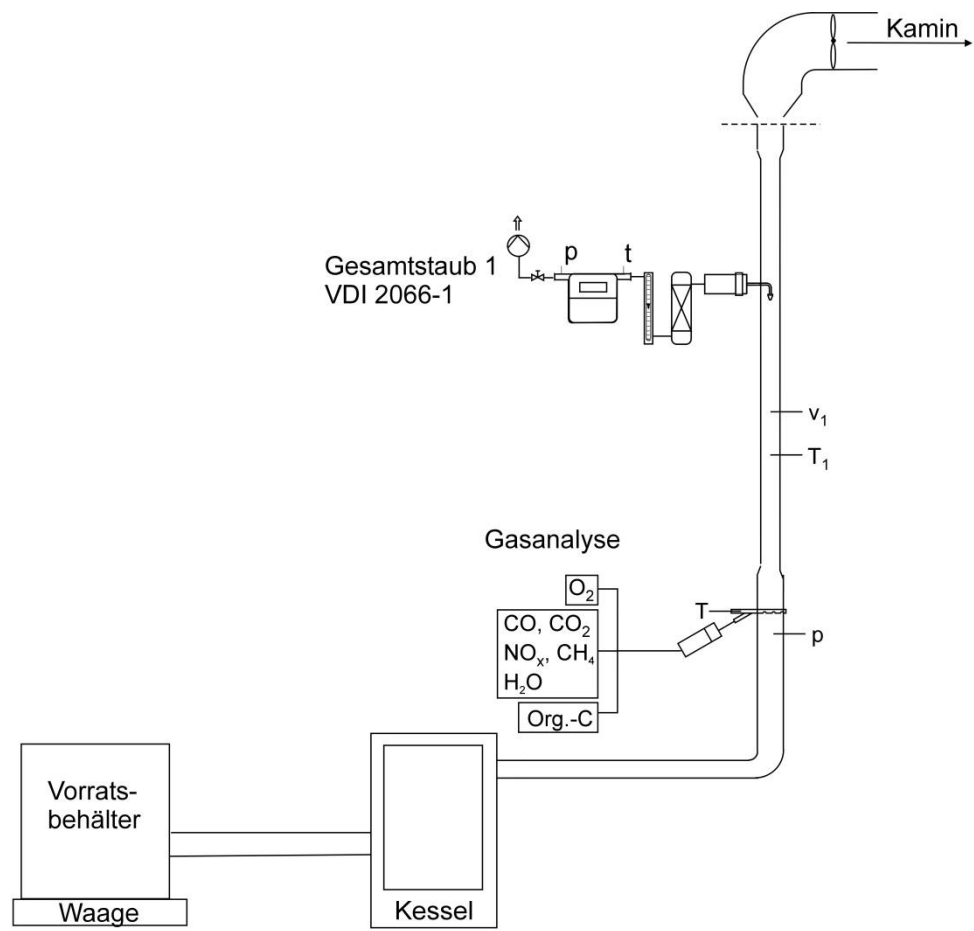 Kamin
p
t
Gesamtstaub 1
VDI 2066-1
v₁
T₁
Gasanalyse
O₂
T
CO, CO₂
NOₓ, CH₄
H₂O
p
Org.-C
Vorrats-
behälter
Waage
Kessel